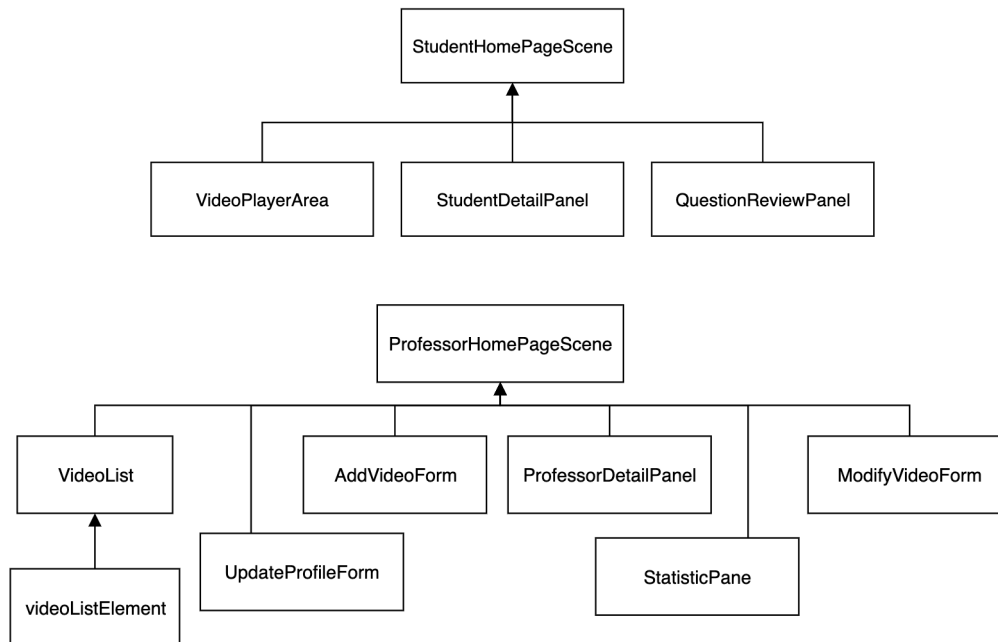 StudentHomePageScene
VideoPlayerArea
StudentDetailPanel
QuestionReviewPanel
ProfessorHomePageScene
VideoList
AddVideoForm
ProfessorDetailPanel
ModifyVideoForm
UpdateProfileForm
StatisticPane
videoListElement